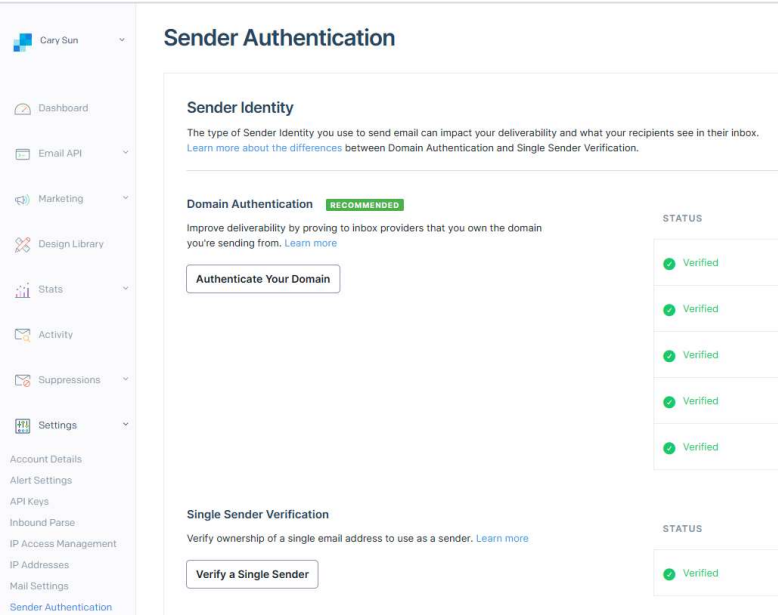 Cary Sun
Dashboard
Email API
Marketing
Design Library
Stats
Activity
Suppressions
Settings
Account Details
Alert Settings
API Keys
Inbound Parse
IP Access Management
IP Addresses
Mail Settings
Sender Authentication
Sender Authentication
Sender Identity
The type of Sender Identity you use to send email can impact your deliverability and what your recipients see in their inbox.
Learn more about the differences between Domain Authentication and Single Sender Verification.
Domain Authentication RECOMMENDED
Improve deliverability by proving to inbox providers that you own the domain
you're sending from. Learn more
Authenticate Your Domain
STATUS
Verified
Verified
Verified
Verified
Verified
Single Sender Verification
Verify ownership of a single email address to use as a sender. Learn more
Verify a Single Sender
STATUS
Verified